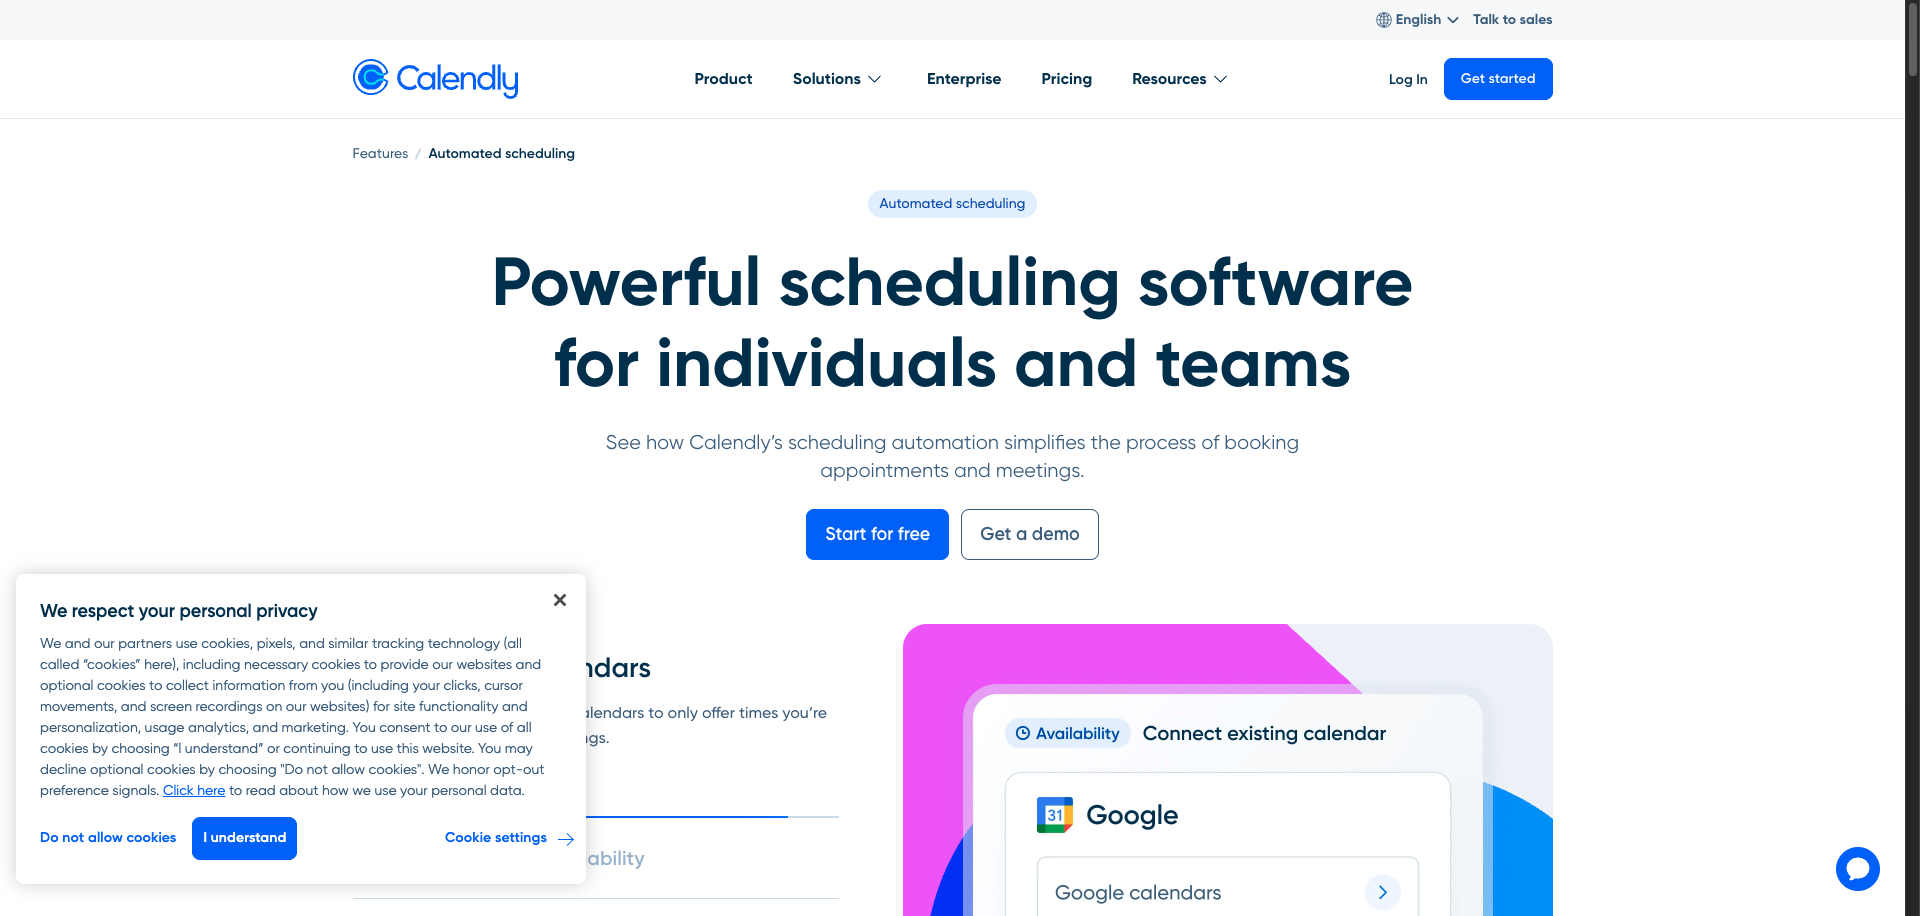 English
Talk to sales
Calendly
Product
Solutions
Enterprise
Pricing
Resources
Log In
Get started
Features / Automated scheduling
Automated scheduling
Powerful scheduling software
for individuals and teams
See how Calendly’s scheduling automation simplifies the process of booking
appointments and meetings.
Start for free
Get a demo
We respect your personal privacy
We and our partners use cookies, pixels, and similar tracking technology (all
called “cookies” here), including necessary cookies to provide our websites and
optional cookies to collect information from you (including your clicks, cursor
movements, and screen recordings on our websites) for site functionality and
personalization, usage analytics, and marketing. You consent to our use of all
cookies by choosing “I understand” or continuing to use this website. You may
decline optional cookies by choosing "Do not allow cookies". We honor opt-out
preference signals. Click here to read about how we use your personal data.
Do not allow cookies
I understand
Cookie settings
ndars
alendars to only offer times you’re
ngs.
ability
Availability
Connect existing calendar
31
Google
Google calendars